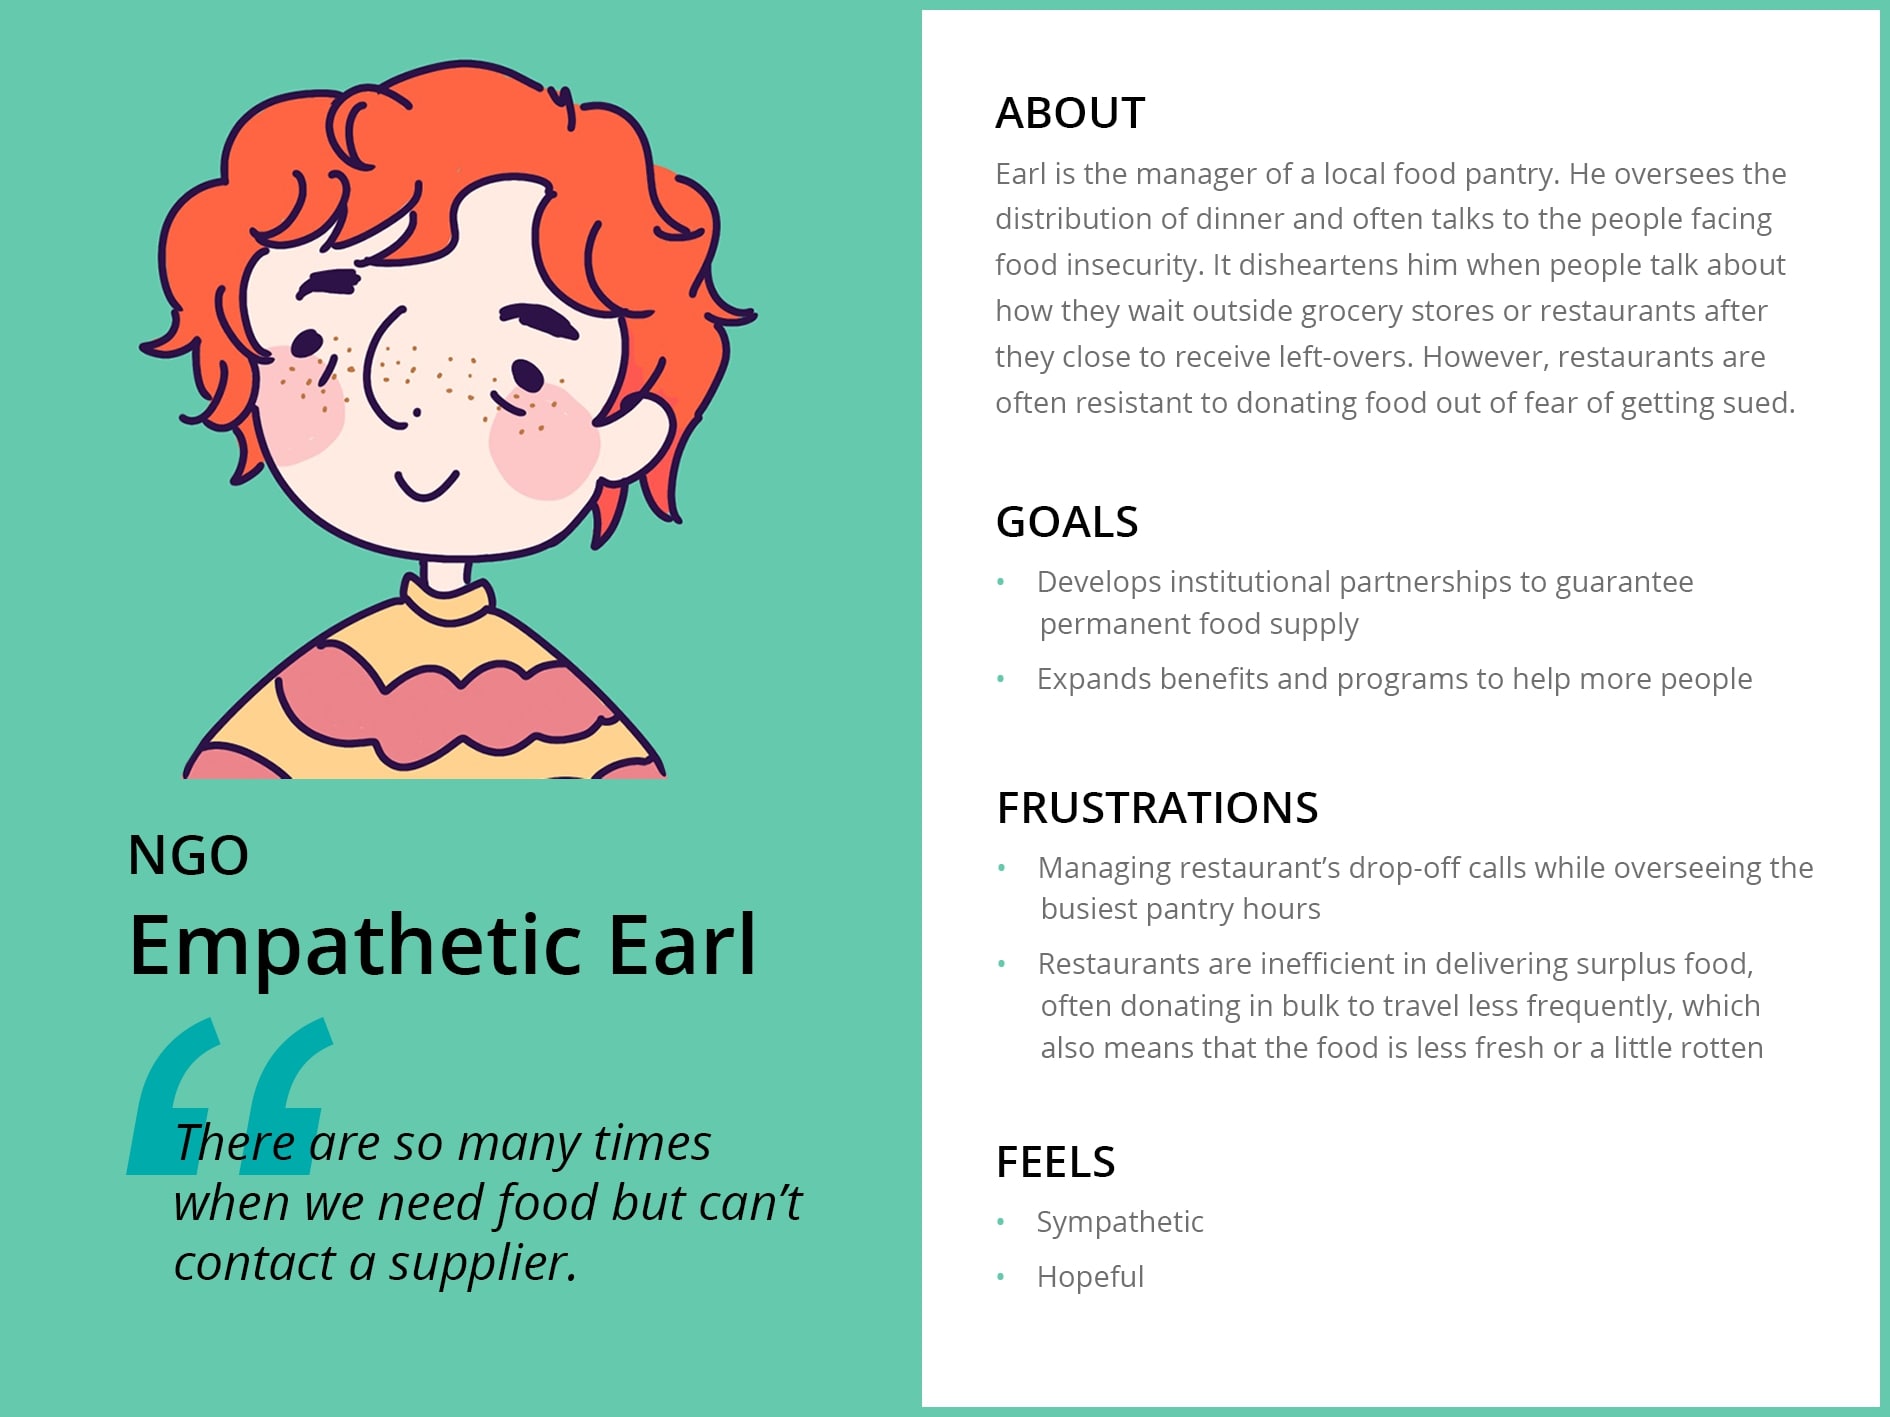 NGO
Empathetic Earl
“
There are so many times
when we need food but can’t
contact a supplier.
ABOUT
Earl is the manager of a local food pantry. He oversees the
distribution of dinner and often talks to the people facing
food insecurity. It disheartens him when people talk about
how they wait outside grocery stores or restaurants after
they close to receive left-overs. However, restaurants are
often resistant to donating food out of fear of getting sued.
GOALS
• Develops institutional partnerships to guarantee
permanent food supply
• Expands benefits and programs to help more people
FRUSTRATIONS
• Managing restaurant’s drop-off calls while overseeing the
busiest pantry hours
• Restaurants are inefficient in delivering surplus food,
often donating in bulk to travel less frequently, which
also means that the food is less fresh or a little rotten
FEELS
• Sympathetic
• Hopeful